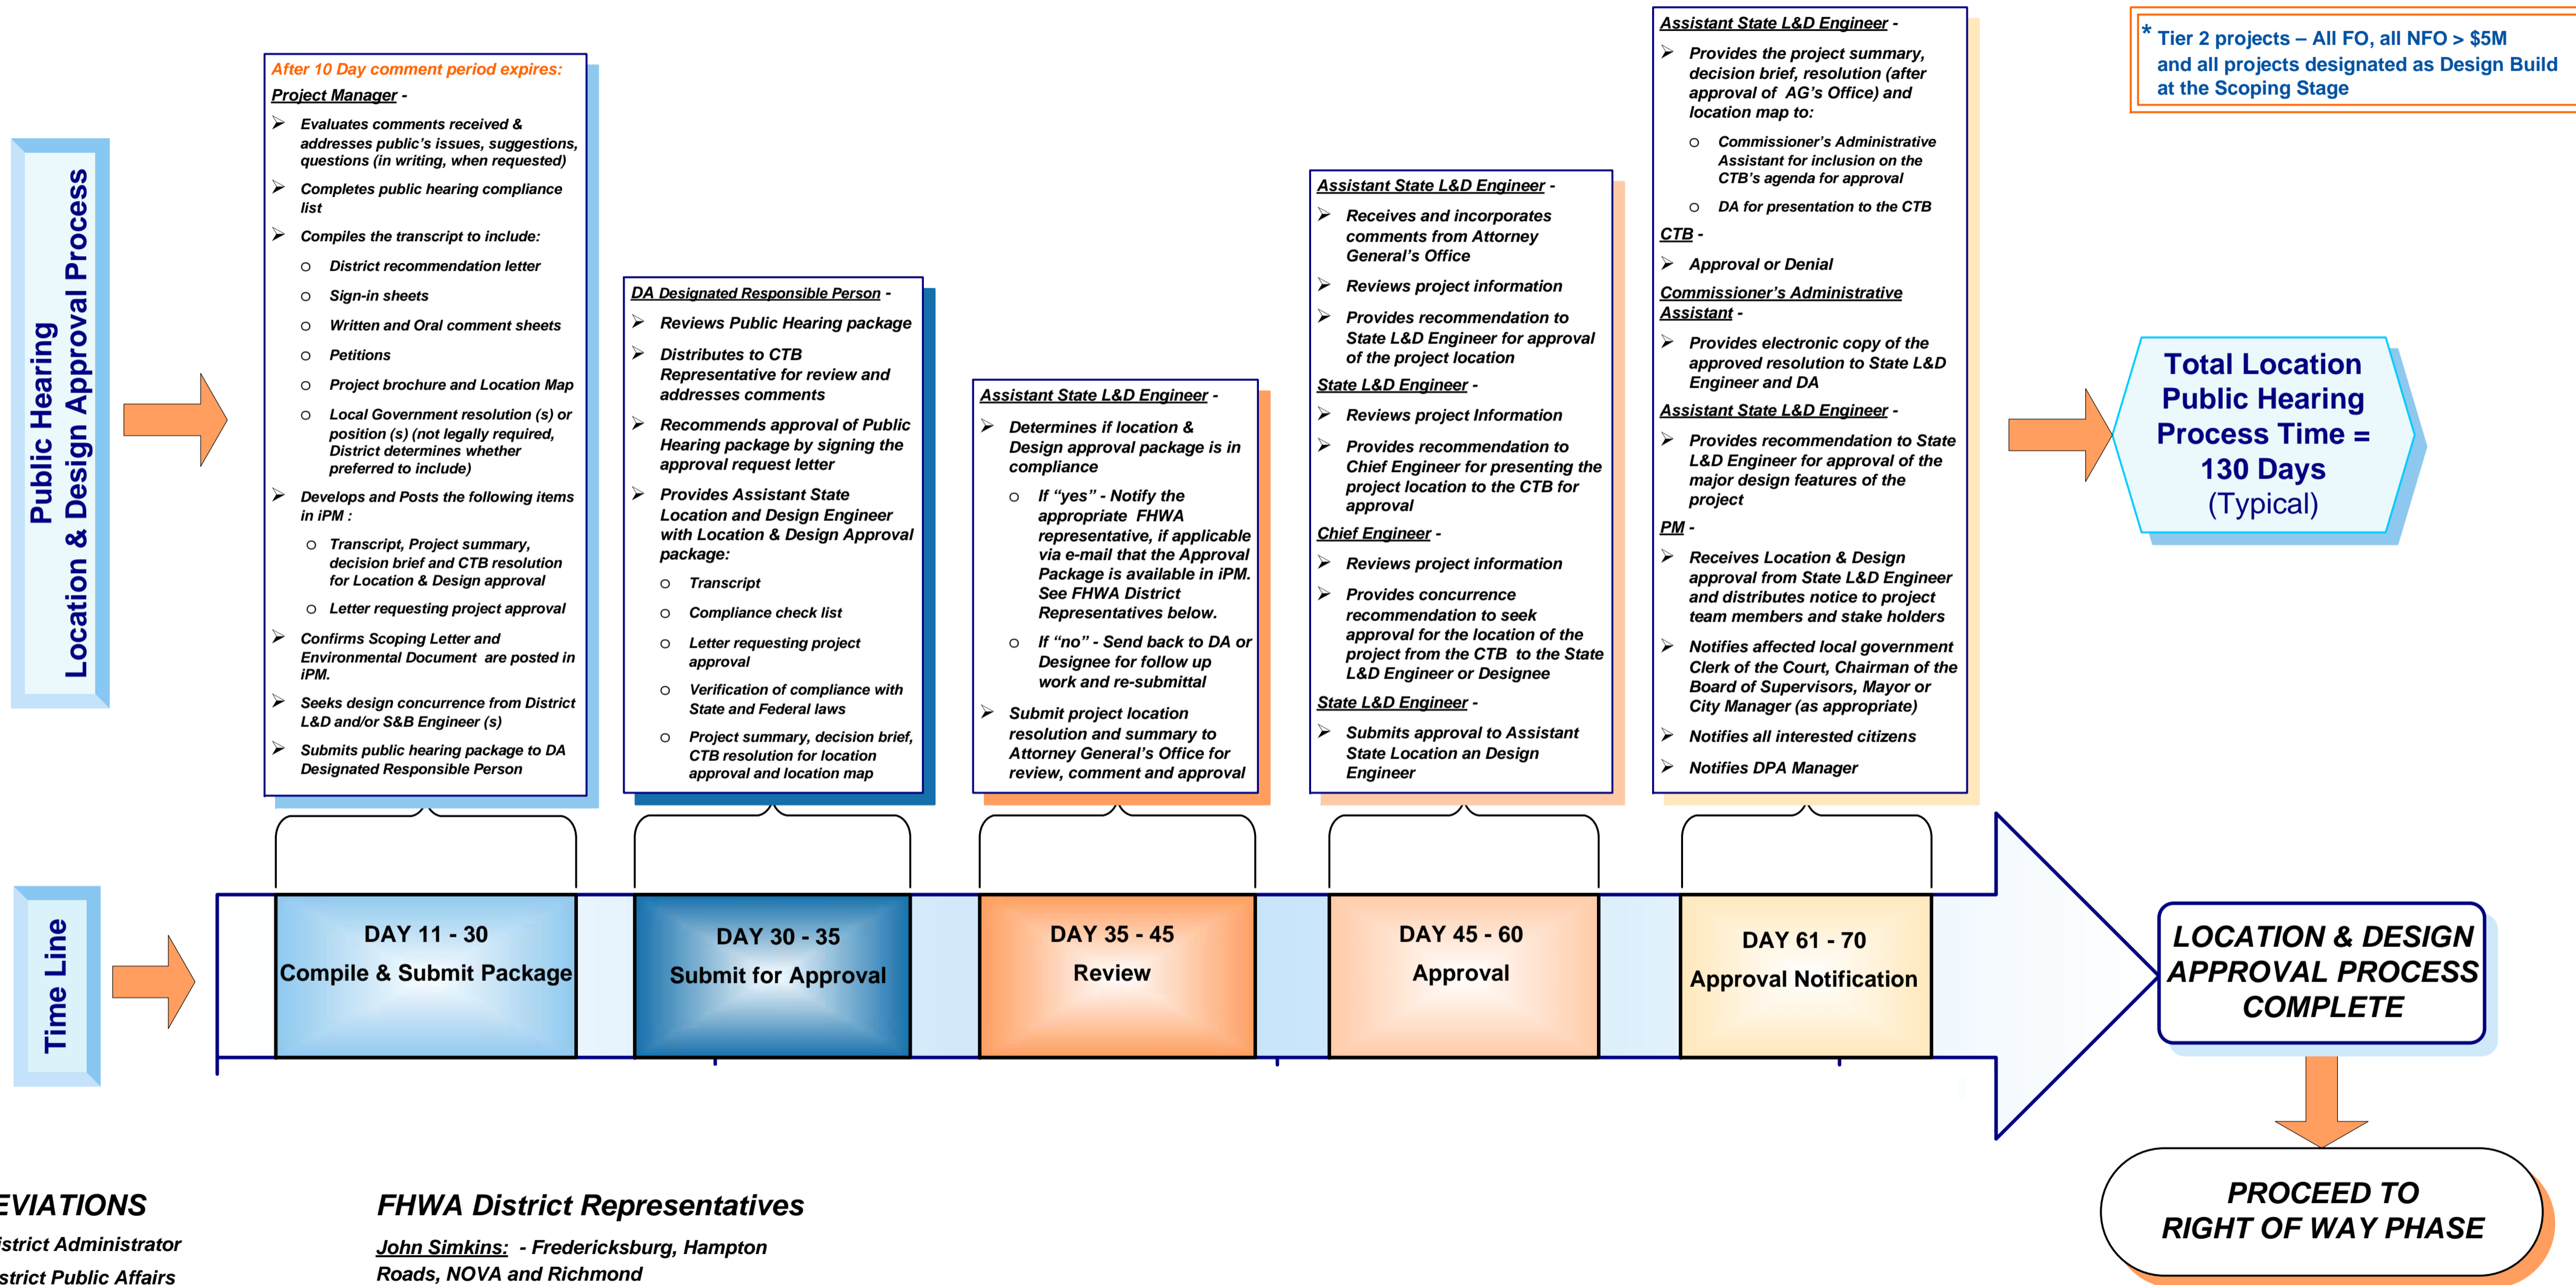 Public Hearing
Location & Design Approval Process
After 10 Day comment period expires:
Project Manager -
➢ Evaluates comments received &
addresses public's issues, suggestions,
questions (in writing, when requested)
➢ Completes public hearing compliance
list
➢ Compiles the transcript to include:
o District recommendation letter
o Sign-in sheets
o Written and Oral comment sheets
o Petitions
o Project brochure and Location Map
o Local Government resolution (s) or
position (s) (not legally required,
District determines whether
preferred to include)
➢ Develops and Posts the following items
in iPM :
o Transcript, Project summary,
decision brief and CTB resolution
for Location & Design approval
o Letter requesting project approval
➢ Confirms Scoping Letter and
Environmental Document are posted in
iPM.
➢ Seeks design concurrence from District
L&D and/or S&B Engineer (s)
➢ Submits public hearing package to DA
Designated Responsible Person
DA Designated Responsible Person -
➢ Reviews Public Hearing package
➢ Distributes to CTB
Representative for review and
addresses comments
➢ Recommends approval of Public
Hearing package by signing the
approval request letter
➢ Provides Assistant State
Location and Design Engineer
with Location & Design Approval
package:
o Transcript
o Compliance check list
o Letter requesting project
approval
o Verification of compliance with
State and Federal laws
o Project summary, decision brief,
CTB resolution for location
approval and location map
Assistant State L&D Engineer -
➢ Determines if location &
Design approval package is in
compliance
o If "yes" - Notify the
appropriate FHWA
representative, if applicable
via e-mail that the Approval
Package is available in iPM.
See FHWA District
Representatives below.
o If "no" - Send back to DA or
Designee for follow up
work and re-submittal
➢ Submit project location
resolution and summary to
Attorney General's Office for
review, comment and approval
Assistant State L&D Engineer -
➢ Receives and incorporates
comments from Attorney
General's Office
➢ Reviews project information
➢ Provides recommendation to
State L&D Engineer for approval
of the project location
State L&D Engineer -
➢ Reviews project Information
➢ Provides recommendation to
Chief Engineer for presenting the
project location to the CTB for
approval
Chief Engineer -
➢ Reviews project information
➢ Provides concurrence
recommendation to seek
approval for the location of the
project from the CTB to the State
L&D Engineer or Designee
State L&D Engineer -
➢ Submits approval to Assistant
State Location an Design
Engineer
Assistant State L&D Engineer -
➢ Provides the project summary,
decision brief, resolution (after
approval of AG's Office) and
location map to:
o Commissioner's Administrative
Assistant for inclusion on the
CTB's agenda for approval
o DA for presentation to the CTB
CTB -
➢ Approval or Denial
Commissioner's Administrative
Assistant -
➢ Provides electronic copy of the
approved resolution to State L&D
Engineer and DA
Assistant State L&D Engineer -
➢ Provides recommendation to State
L&D Engineer for approval of the
major design features of the
project
PM -
➢ Receives Location & Design
approval from State L&D Engineer
and distributes notice to project
team members and stake holders
➢ Notifies affected local government
Clerk of the Court, Chairman of the
Board of Supervisors, Mayor or
City Manager (as appropriate)
➢ Notifies all interested citizens
➢ Notifies DPA Manager
* Tier 2 projects – All FO, all NFO > $5M
and all projects designated as Design Build
at the Scoping Stage
Total Location
Public Hearing
Process Time =
130 Days
(Typical)
Time Line
DAY 11 - 30
Compile & Submit Package
DAY 30 - 35
Submit for Approval
DAY 35 - 45
Review
DAY 45 - 60
Approval
DAY 61 - 70
Approval Notification
LOCATION & DESIGN
APPROVAL PROCESS
COMPLETE
PROCEED TO
RIGHT OF WAY PHASE
EVIATIONS
istrict Administrator
strict Public Affairs
FHWA District Representatives
John Simkins: - Fredericksburg, Hampton
Roads, NOVA and Richmond